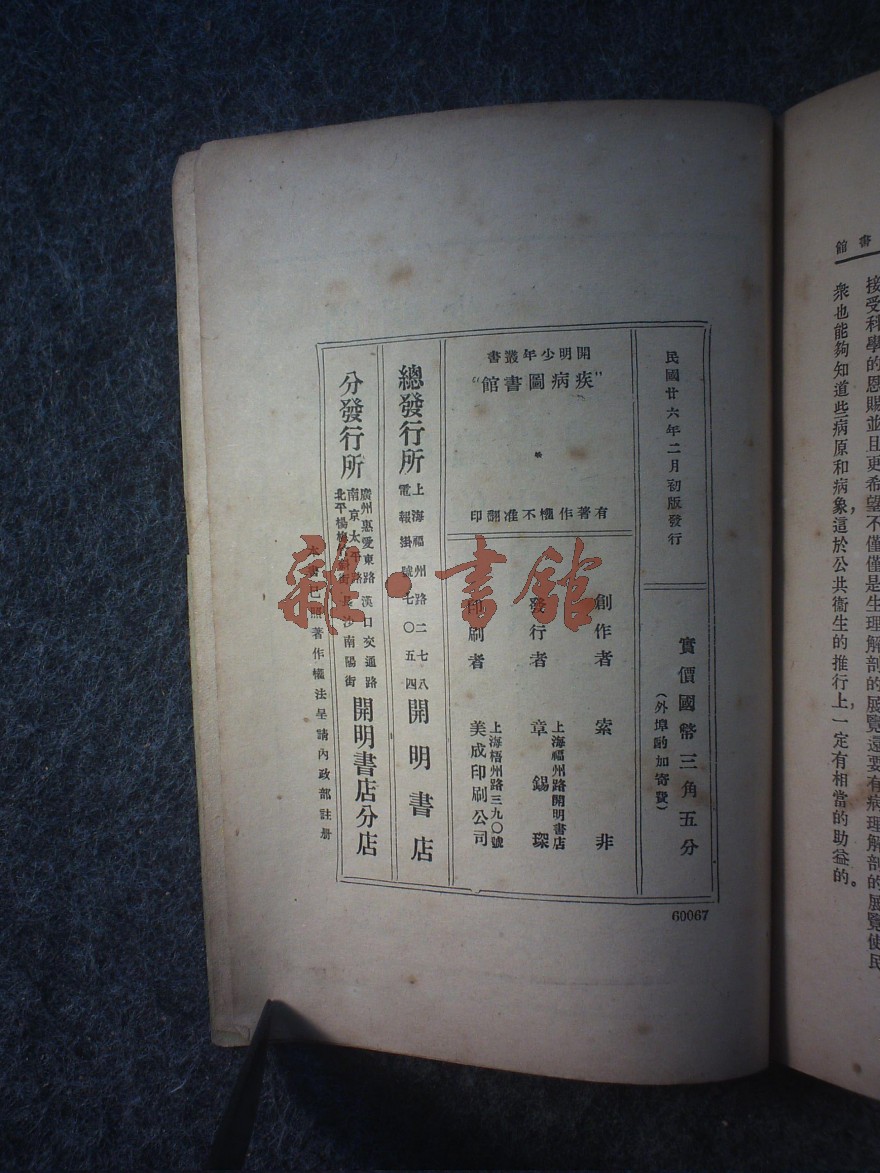 民國廿六年二月初版發行
實價國幣三角五分
(外埠酌加寄費)
開明少年叢書
"疾病圖書館"
有著作權不准翻印
創作者 索非
發行者 章錫琛
上海福州路開明書店
印刷者 美成印刷公司
上海梧州路三九〇號
總發行所 上海福州路二七八 開明書店
電報掛號七〇五四
分發行所 開明書店分店
廣州惠愛東路 漢口交通路
南京太平路 長沙南陽街
北平楊梅竹斜街
本書已照著作權法呈請內政部註册
60067
雜·書館
書館
接受科學的恩賜並且更希望不僅僅是生理解剖的展覽還要有病理解剖的展覽使民
衆也能夠知道些病原和病象,這於公共衞生的推行上,一定有相當的助益的。